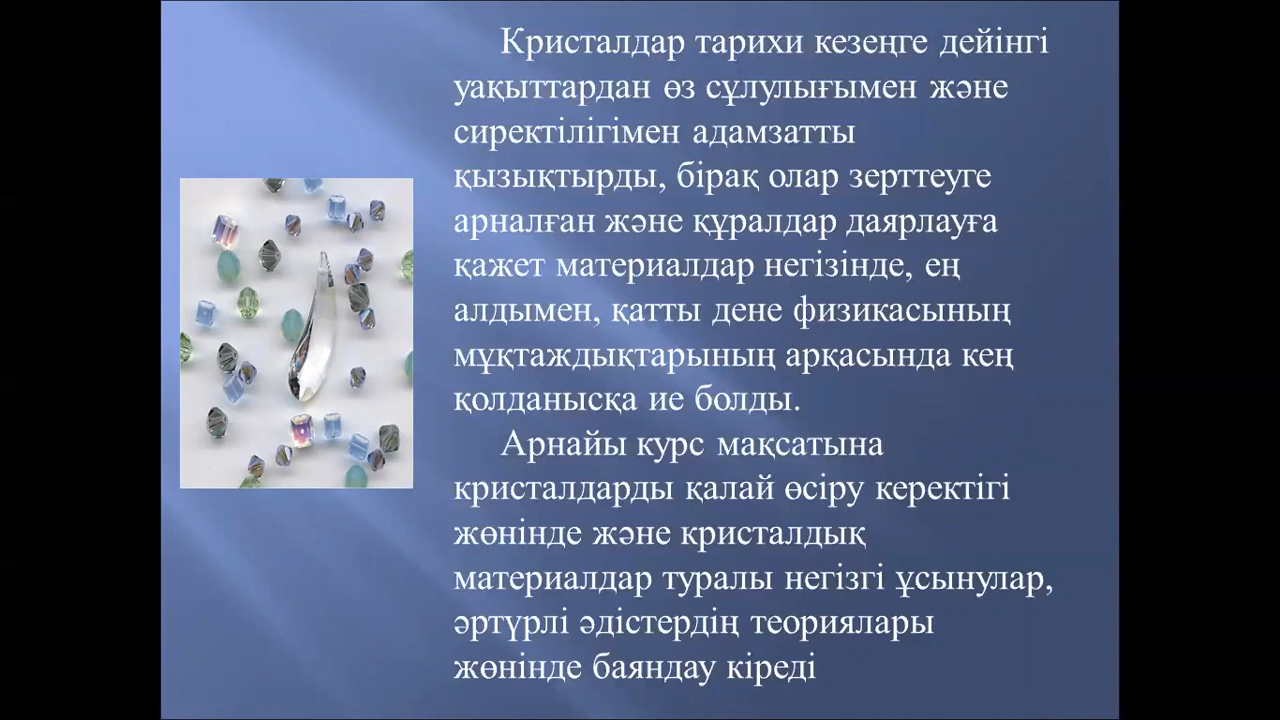 Кристалдар тарихи кезеңге дейінгі
уақыттардан өз сұлулығымен және
сиректілігімен адамзатты
қызықтырды, бірақ олар зерттеуге
арналған және құралдар даярлауға
қажет материалдар негізінде, ең
алдымен, қатты дене физикасының
мұқтаждықтарының арқасында кең
қолданысқа ие болды.
Арнайы курс мақсатына
кристалдарды қалай өсіру керектігі
жөнінде және кристалдық
материалдар туралы негізгі ұсынулар,
әртүрлі әдістердің теориялары
жөнінде баяндау кіреді